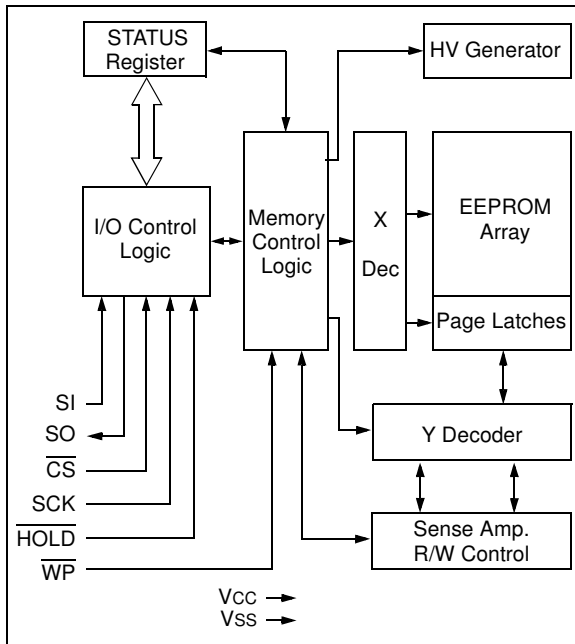 STATUS
Register
HV Generator
I/O Control
Logic
Memory
Control
Logic
X
Dec
EEPROM
Array
Page Latches
SI
SO
CS
SCK
HOLD
WP
Y Decoder
Sense Amp.
R/W Control
VCC
VSS